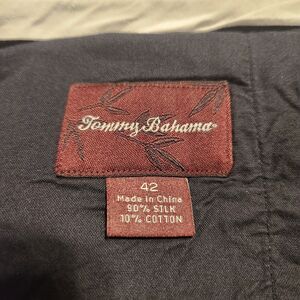 Tommy Bahama®
42
Made in China
90% SILK
10% COTTON